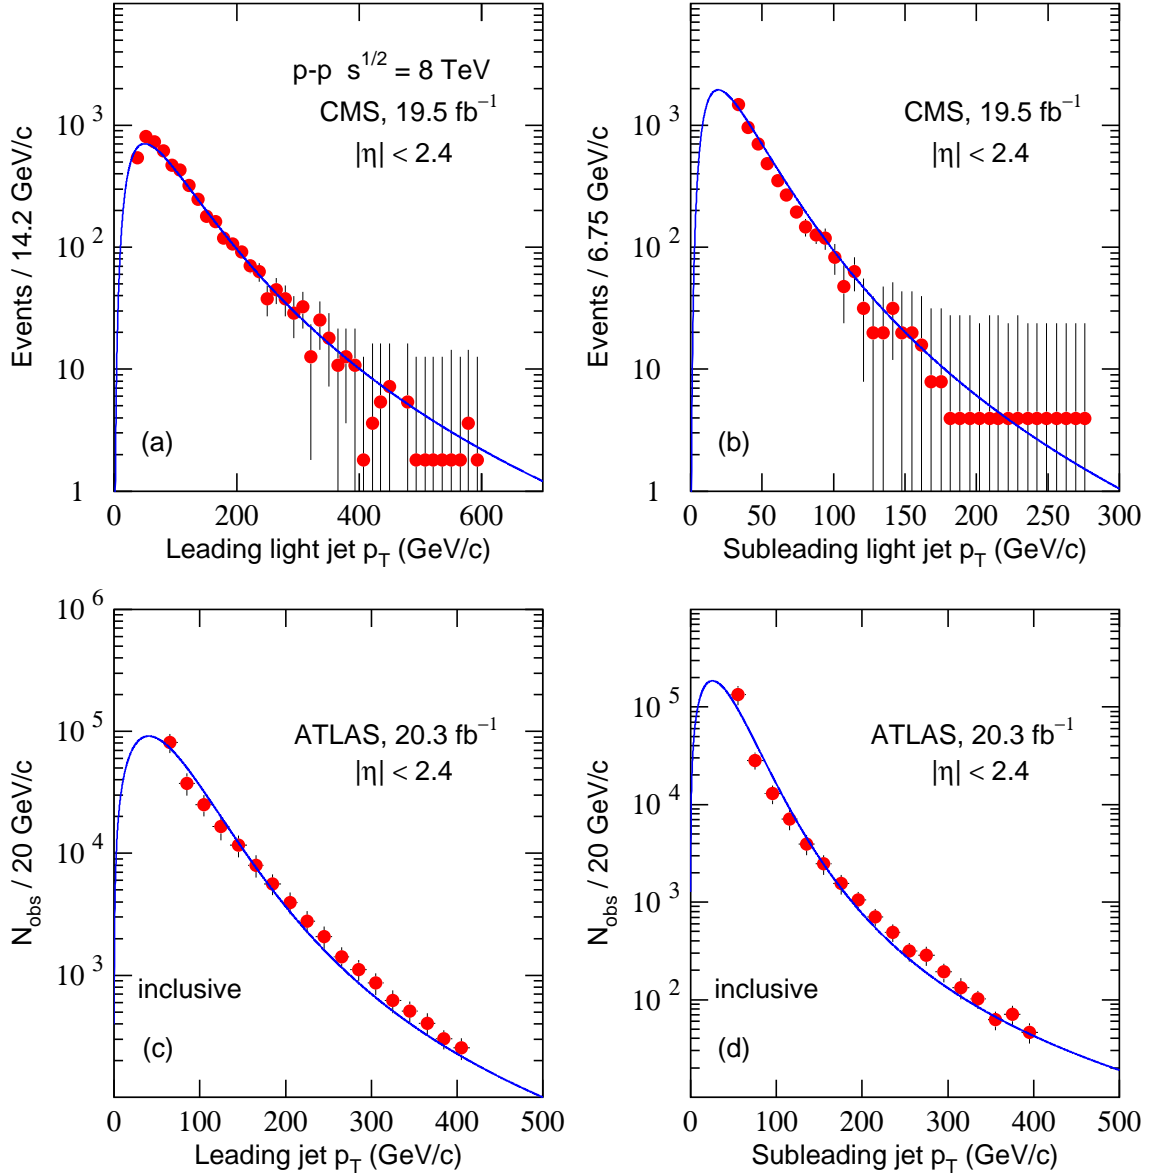 p-p s^{1/2} = 8 TeV
CMS, 19.5 fb^{-1}
|η| < 2.4
Events / 14.2 GeV/c
10^3
10^2
10
1
(a)
0 200 400 600
Leading light jet p_T (GeV/c)
CMS, 19.5 fb^{-1}
|η| < 2.4
Events / 6.75 GeV/c
10^3
10^2
10
1
(b)
0 50 100 150 200 250 300
Subleading light jet p_T (GeV/c)
ATLAS, 20.3 fb^{-1}
|η| < 2.4
N_{obs} / 20 GeV/c
10^6
10^5
10^4
10^3
inclusive
(c)
0 100 200 300 400 500
Leading jet p_T (GeV/c)
ATLAS, 20.3 fb^{-1}
|η| < 2.4
N_{obs} / 20 GeV/c
10^5
10^4
10^3
10^2
inclusive
(d)
0 100 200 300 400 500
Subleading jet p_T (GeV/c)